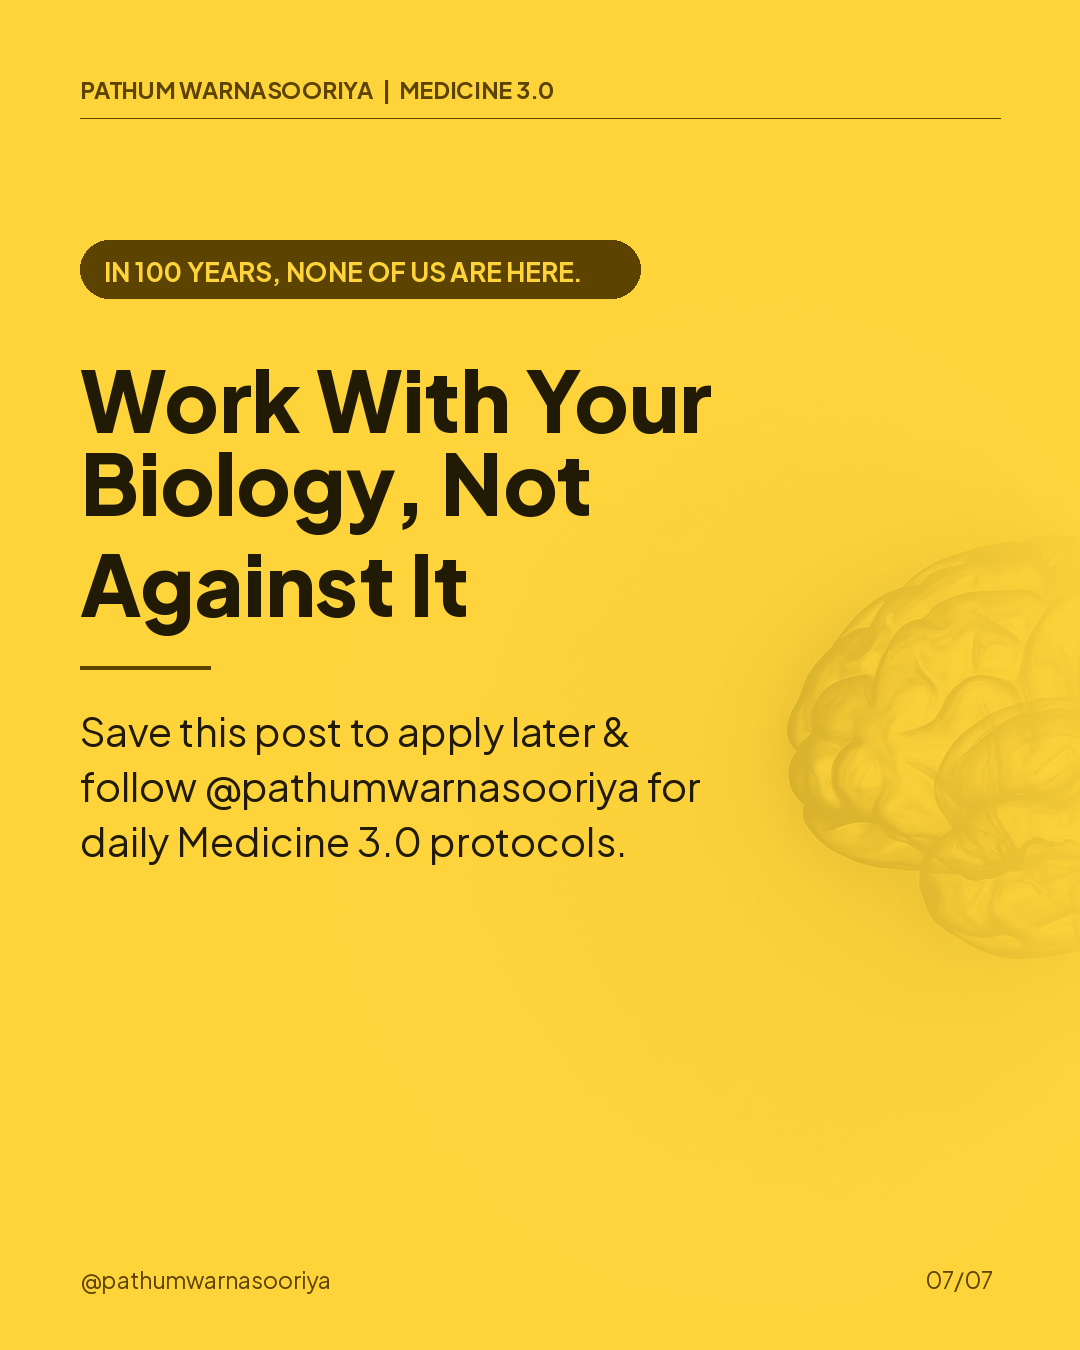 PATHUM WARNASOORIYA | MEDICINE 3.0
IN 100 YEARS, NONE OF US ARE HERE.
Work With Your
Biology, Not
Against It
Save this post to apply later &
follow @pathumwarnasooriya for
daily Medicine 3.0 protocols.
@pathumwarnasooriya
07/07